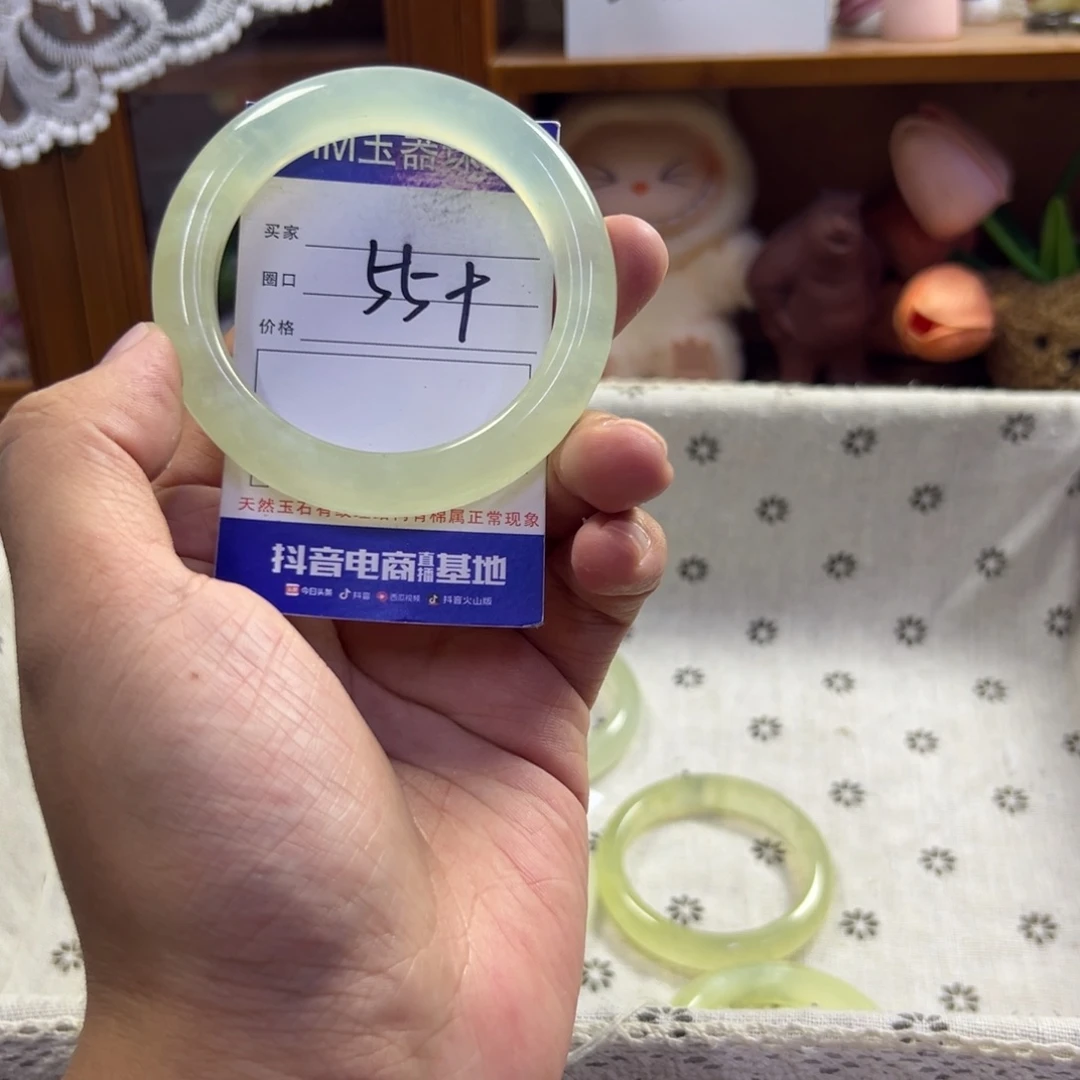 玉器
买家
圈口
价格
55+
天然玉石有
棉属正常现象
抖音电商直播基地
今日头条 抖音 西瓜视频 抖音火山版